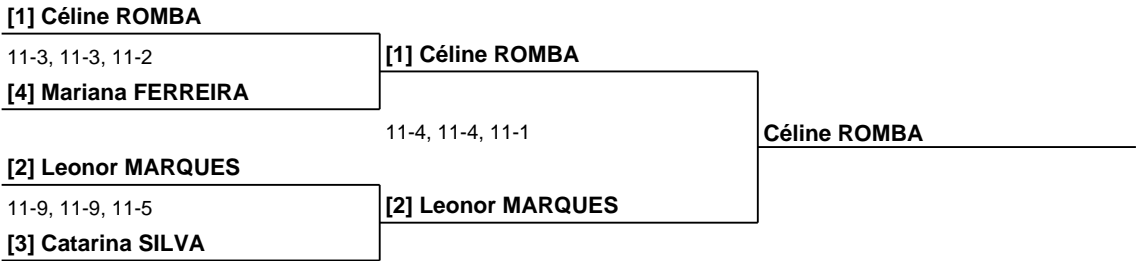 [1] Céline ROMBA
11-3, 11-3, 11-2
[1] Céline ROMBA
[4] Mariana FERREIRA
11-4, 11-4, 11-1
Céline ROMBA
[2] Leonor MARQUES
11-9, 11-9, 11-5
[2] Leonor MARQUES
[3] Catarina SILVA